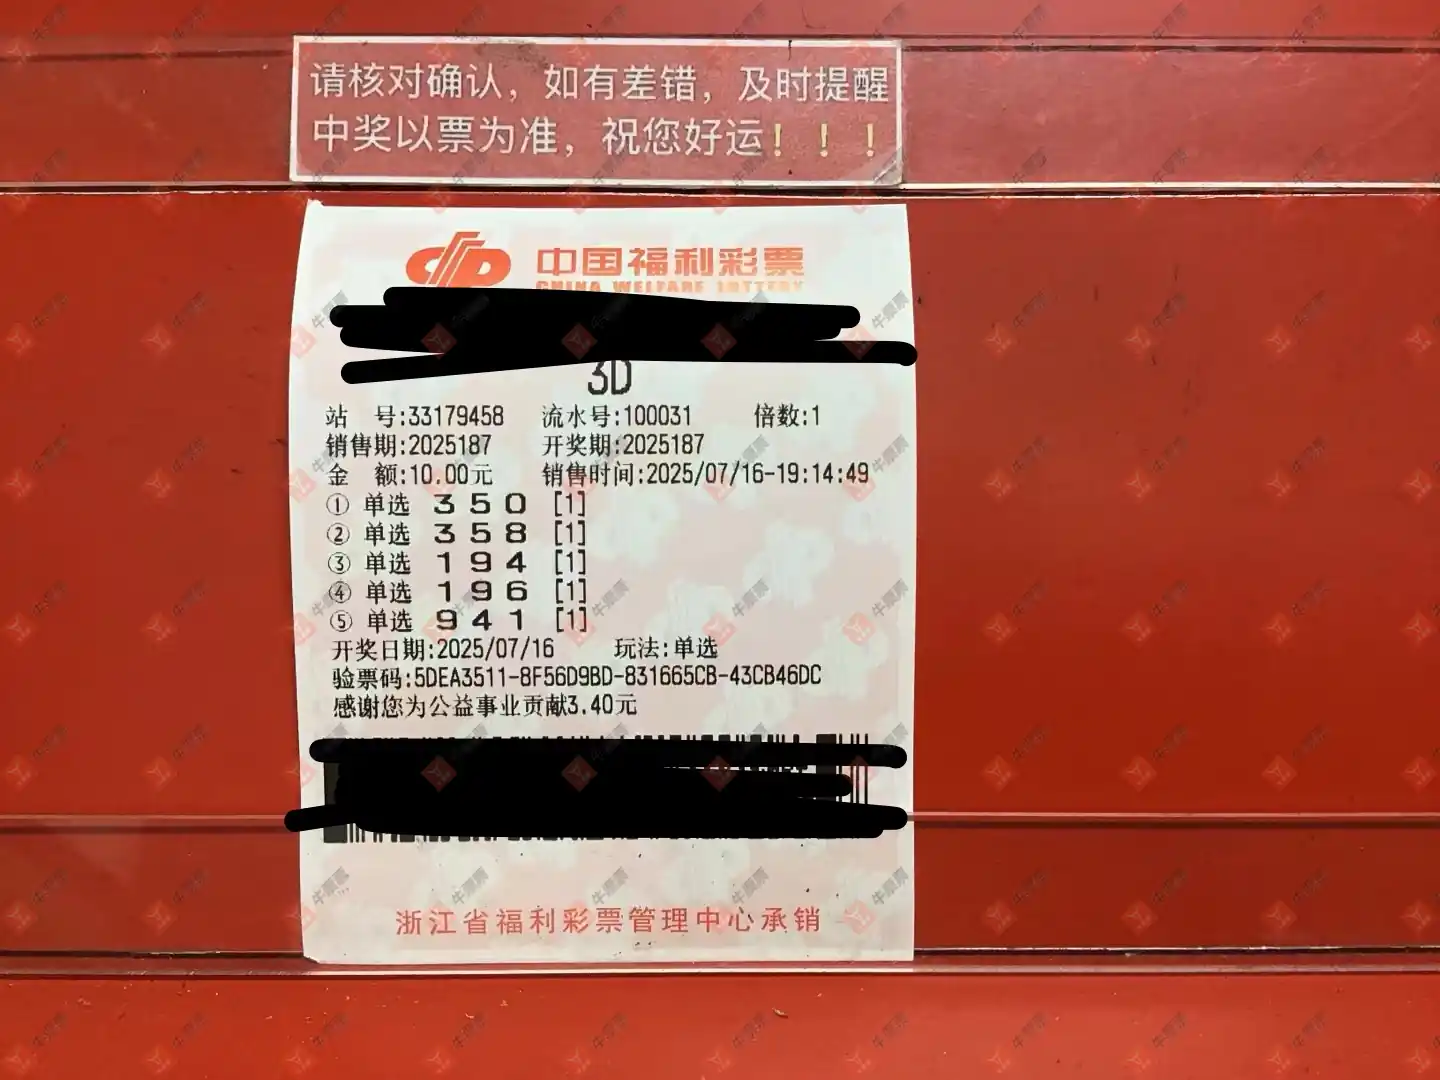 请核对确认，如有差错，及时提醒
中奖以票为准，祝您好运！！！
中国福利彩票
CHINA WELFARE LOTTERY
3D
站 号:33179458 流水号:100031 倍数:1
销售期:2025187 开奖期:2025187
金 额:10.00元 销售时间:2025/07/16-19:14:49
① 单选 3 5 0 [1]
② 单选 3 5 8 [1]
③ 单选 1 9 4 [1]
④ 单选 1 9 6 [1]
⑤ 单选 9 4 1 [1]
开奖日期:2025/07/16 玩法:单选
验票码:5DEA3511-8F56D9BD-831665CB-43CB46DC
感谢您为公益事业贡献3.40元
浙江省福利彩票管理中心承销
牛票票